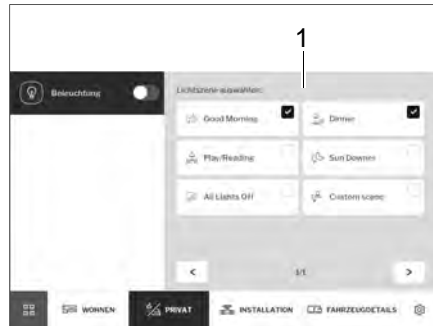 1
Beleuchtung
Lichtszene auswählen:
Good Morning
Dinner
Play/Reading
Sun Downer
All Lights Off
Custom scene
< 1/1 >
WOHNEN PRIVAT INSTALLATION FAHRZEUGDETAILS